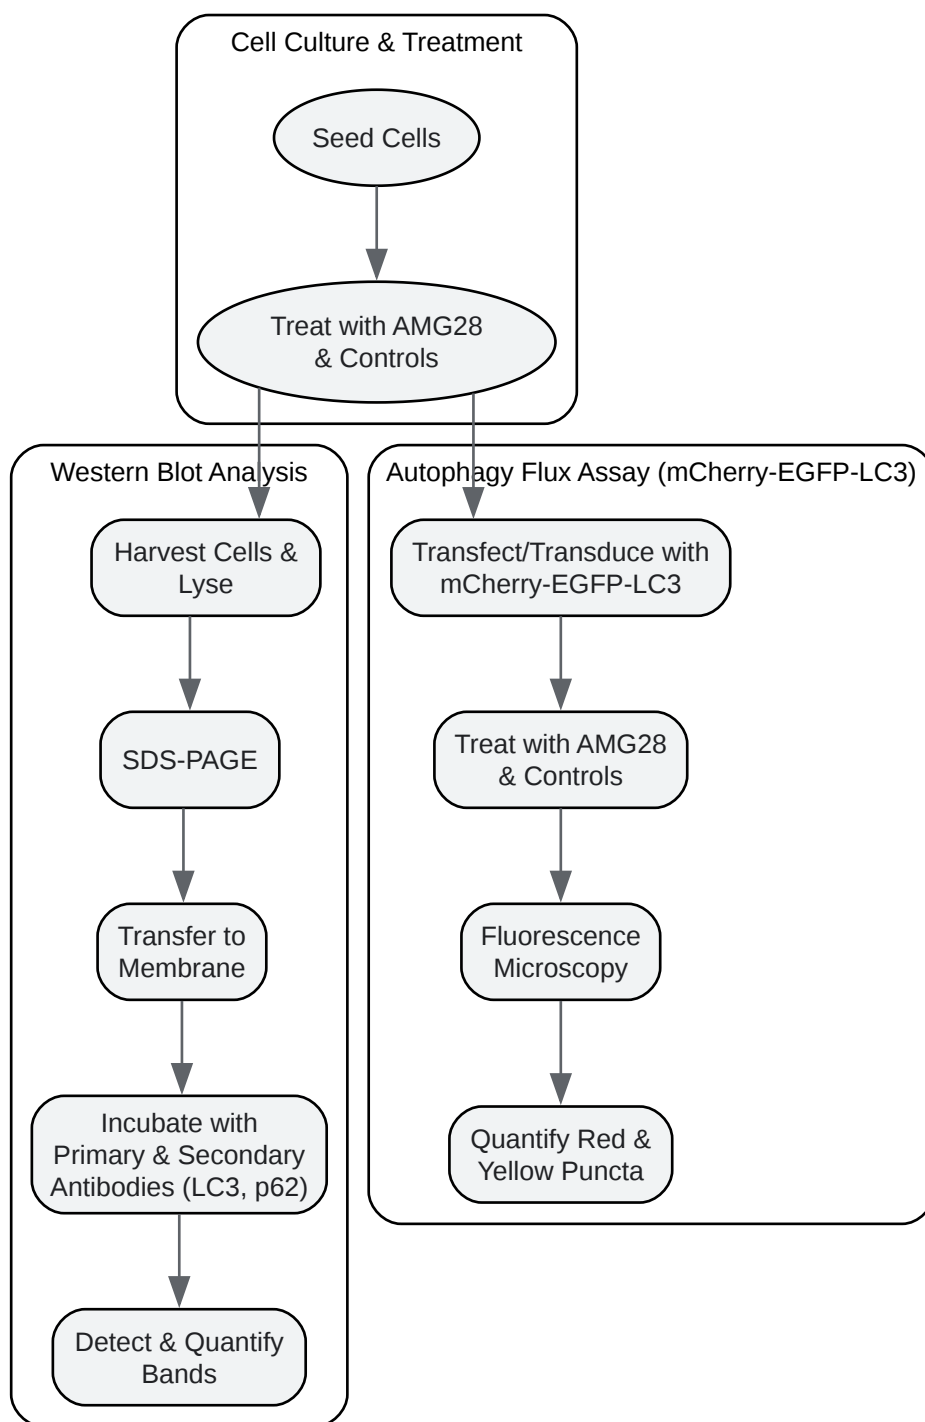 Cell Culture & Treatment
Seed Cells
Treat with AMG28
& Controls
Western Blot Analysis
Harvest Cells &
Lyse
SDS-PAGE
Transfer to
Membrane
Incubate with
Primary & Secondary
Antibodies (LC3, p62)
Detect & Quantify
Bands
Autophagy Flux Assay (mCherry-EGFP-LC3)
Transfect/Transduce with
mCherry-EGFP-LC3
Treat with AMG28
& Controls
Fluorescence
Microscopy
Quantify Red &
Yellow Puncta